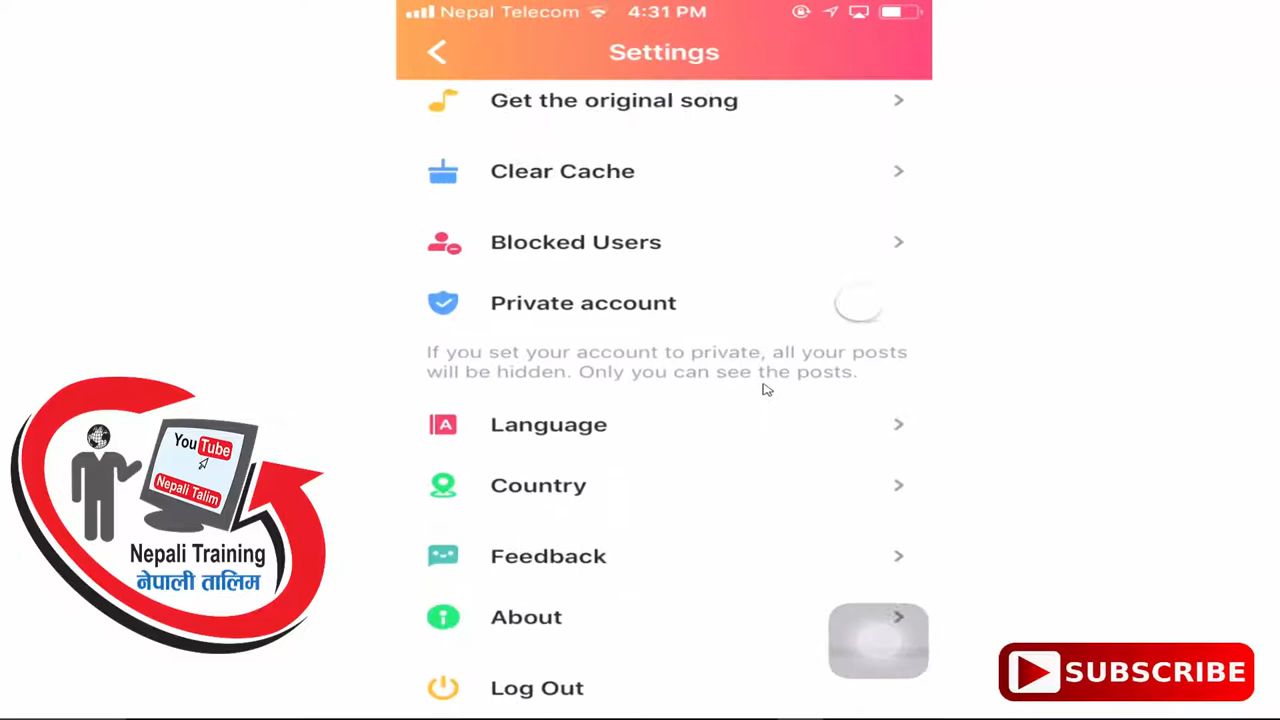 Nepal Telecom 4:31 PM
Settings
Get the original song
Clear Cache
Blocked Users
Private account
If you set your account to private, all your posts
will be hidden. Only you can see the posts.
Language
Country
Feedback
About
Log Out
You Tube
Nepali Talim
Nepali Training
नेपाली तालिम
SUBSCRIBE